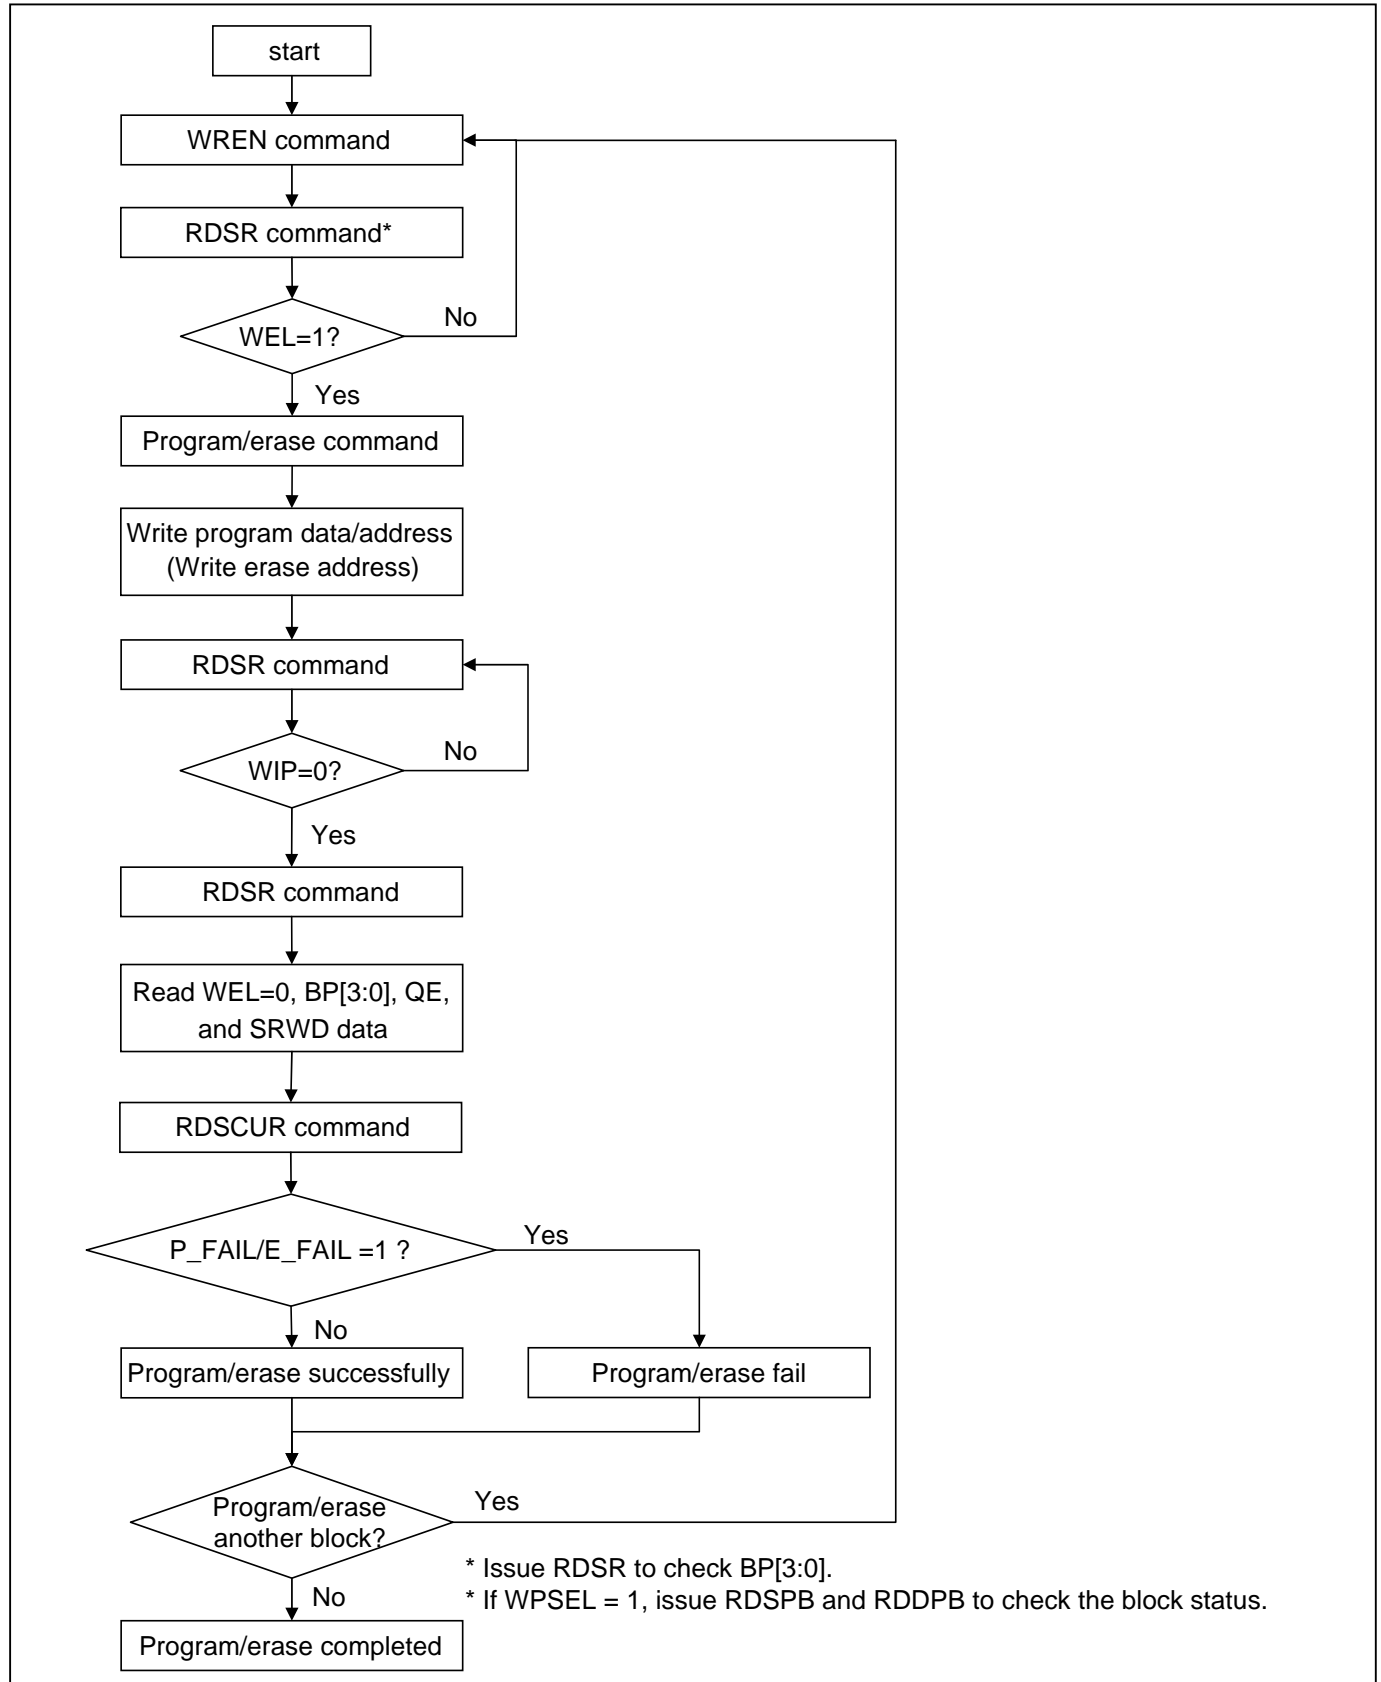 start
WREN command
RDSR command*
WEL=1?
No
Yes
Program/erase command
Write program data/address
(Write erase address)
RDSR command
WIP=0?
No
Yes
RDSR command
Read WEL=0, BP[3:0], QE,
and SRWD data
RDSCUR command
P_FAIL/E_FAIL =1 ?
Yes
No
Program/erase successfully
Program/erase fail
Program/erase
another block?
Yes
No
* Issue RDSR to check BP[3:0].
* If WPSEL = 1, issue RDSPB and RDDPB to check the block status.
Program/erase completed